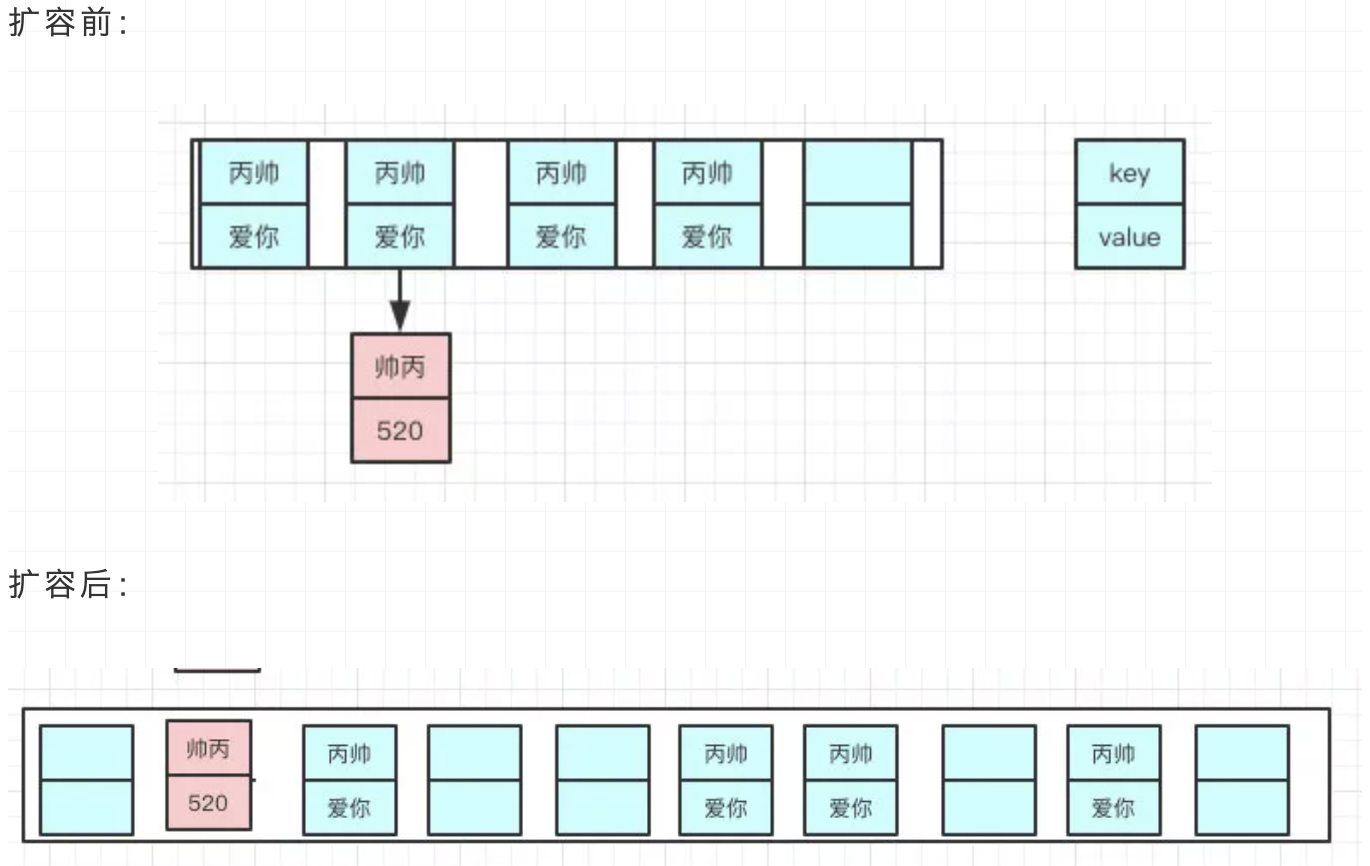 扩容前：
丙帅 丙帅 丙帅 丙帅 key
爱你 爱你 爱你 爱你 value
帅丙
520
扩容后：
帅丙 丙帅 丙帅 丙帅 丙帅
520 爱你 爱你 爱你 爱你